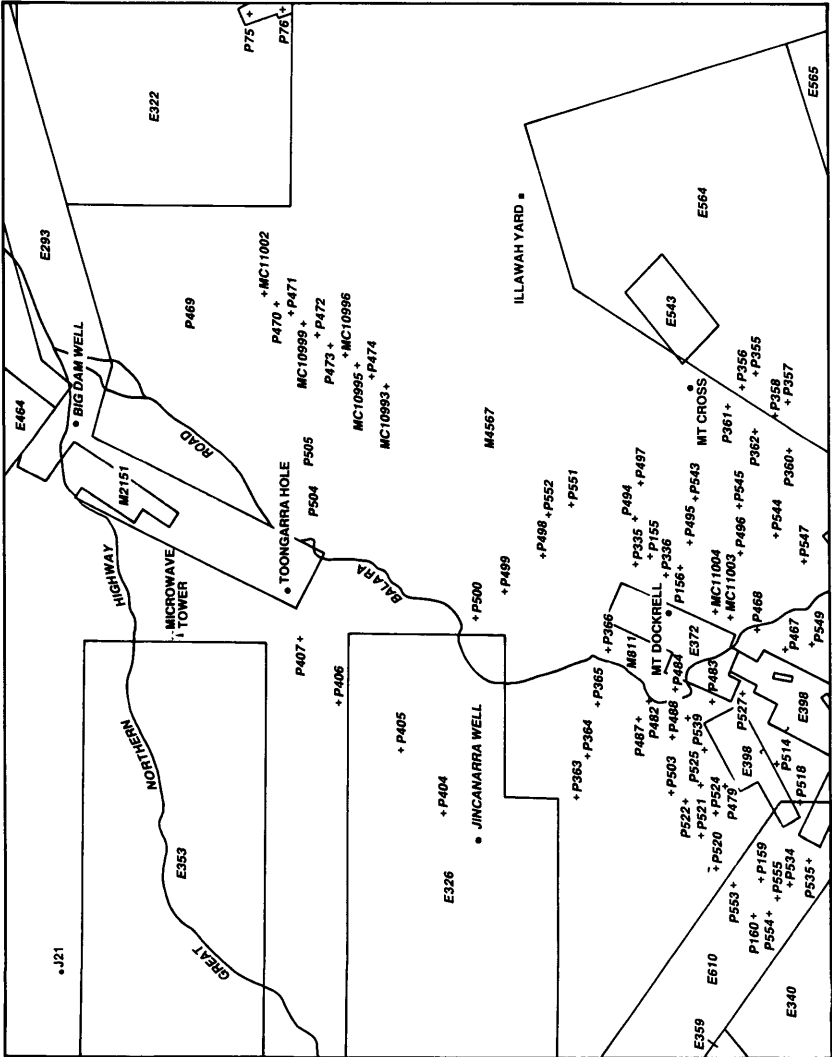 P75
P76
E322
E565
E293
P469
MC11002
P470
P471
MC10999
P472
P473
MC10996
MC10995
P474
MC10993
ILLAWAH YARD
E564
E543
E464
BIG DAM WELL
M2151
ROAD
P505
P504
TOONGARRA HOLE
M4567
MT CROSS
P356
P355
P361
P358
P357
P362
P360
HIGHWAY
MICROWAVE
TOWER
BALARA
P552
P551
P498
P499
P500
P494
P497
P335
P155
P336
P156
P543
P495
P545
P496
P544
P547
MC11004
MC11003
P468
P467
P549
P407
P406
P405
P404
JINCANARRA WELL
E326
NORTHERN
E353
GREAT
J21
P366
M811
MT DOCKRELL
E372
P365
P364
P363
P484
P483
P482
P487
P488
P503
P539
P525
P527
E398
E398
P514
P518
P522
P521
P524
P479
P520
P159
P555
P534
P535
P553
P160
P554
E610
E340
E359